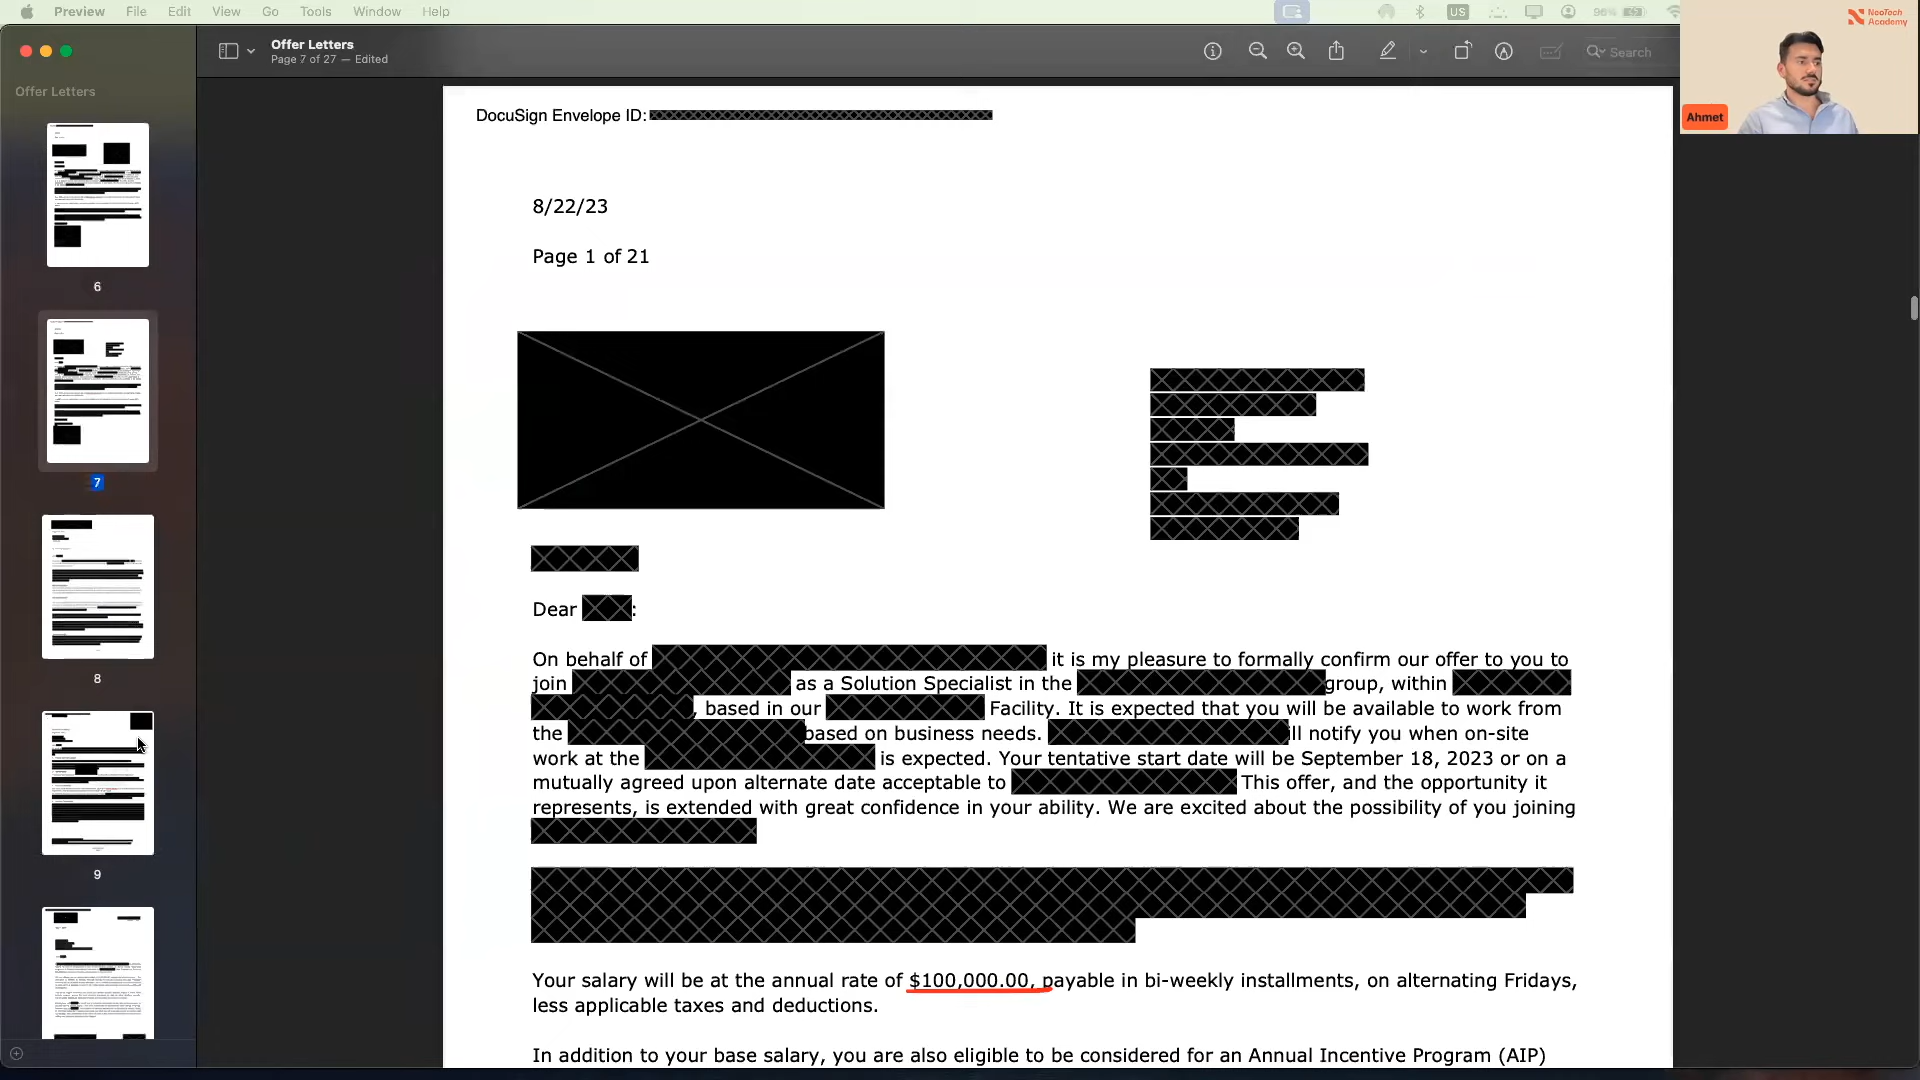 Preview File Edit View Go Tools Window Help
US
96%
NeoTech
Academy
Offer Letters
Page 7 of 27 — Edited
Search
Ahmet
Offer Letters
6
7
8
9
DocuSign Envelope ID:
8/22/23
Page 1 of 21
Dear :
On behalf of it is my pleasure to formally confirm our offer to you to
join as a Solution Specialist in the group, within
, based in our Facility. It is expected that you will be available to work from
the based on business needs. ll notify you when on-site
work at the is expected. Your tentative start date will be September 18, 2023 or on a
mutually agreed upon alternate date acceptable to This offer, and the opportunity it
represents, is extended with great confidence in your ability. We are excited about the possibility of you joining
Your salary will be at the annual rate of $100,000.00, payable in bi-weekly installments, on alternating Fridays,
less applicable taxes and deductions.
In addition to your base salary, you are also eligible to be considered for an Annual Incentive Program (AIP)